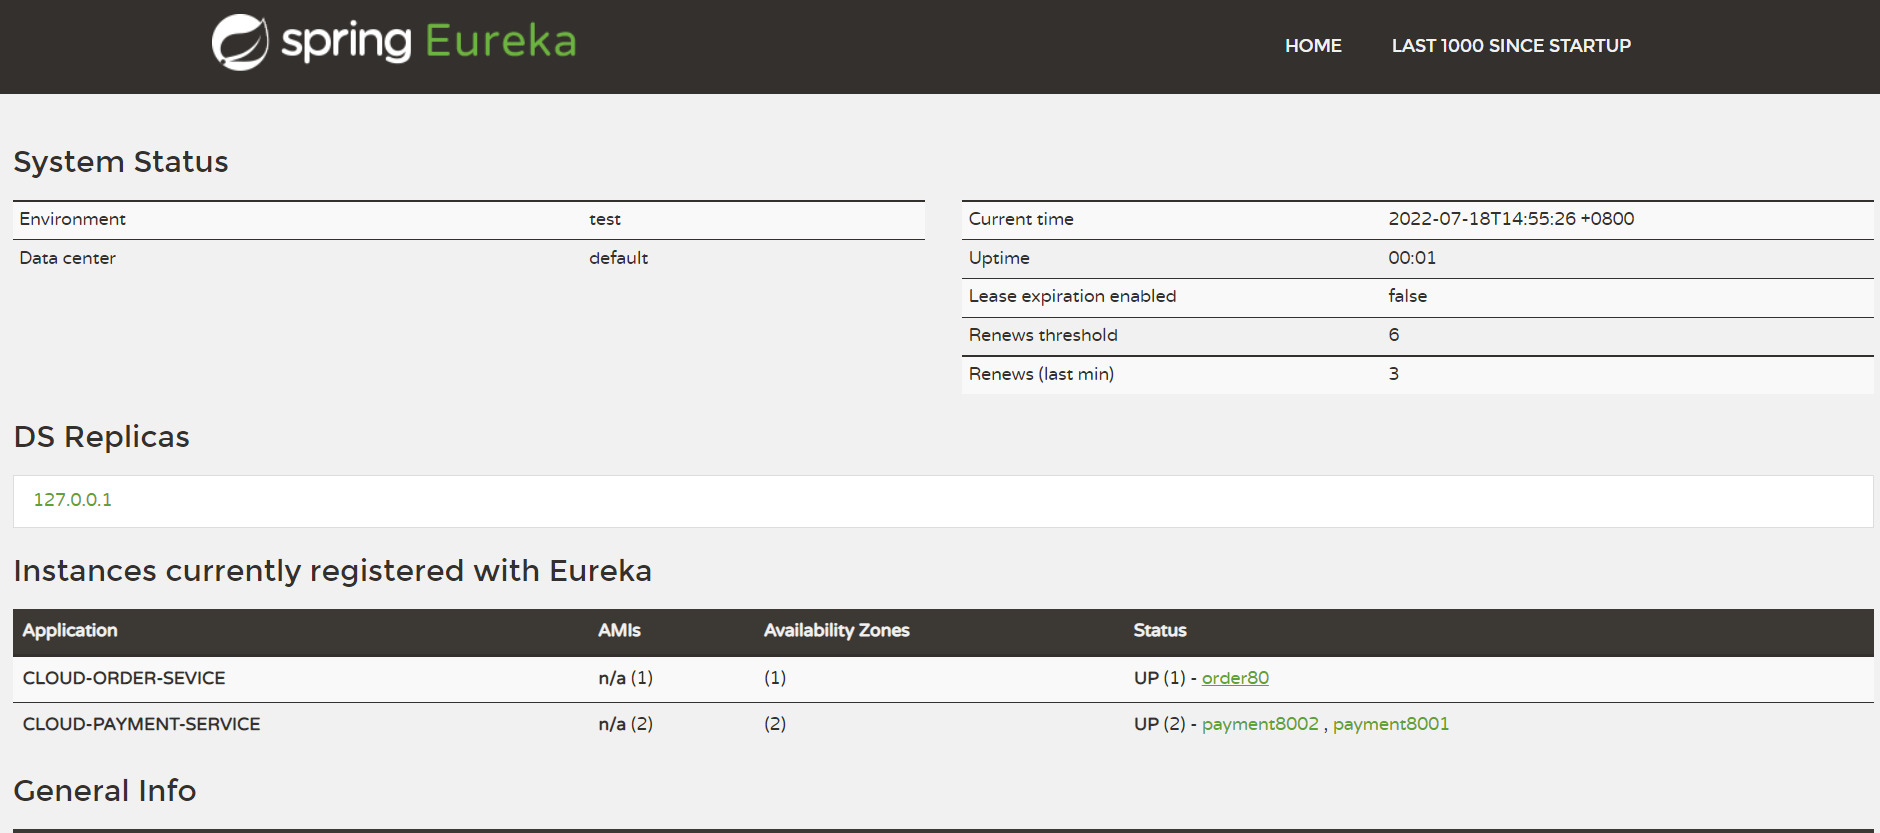 spring Eureka
HOME LAST 1000 SINCE STARTUP
System Status
Environment test
Data center default
Current time 2022-07-18T14:55:26 +0800
Uptime 00:01
Lease expiration enabled false
Renews threshold 6
Renews (last min) 3
DS Replicas
127.0.0.1
Instances currently registered with Eureka
Application AMIs Availability Zones Status
CLOUD-ORDER-SEVICE n/a (1) (1) UP (1) - order80
CLOUD-PAYMENT-SERVICE n/a (2) (2) UP (2) - payment8002 , payment8001
General Info